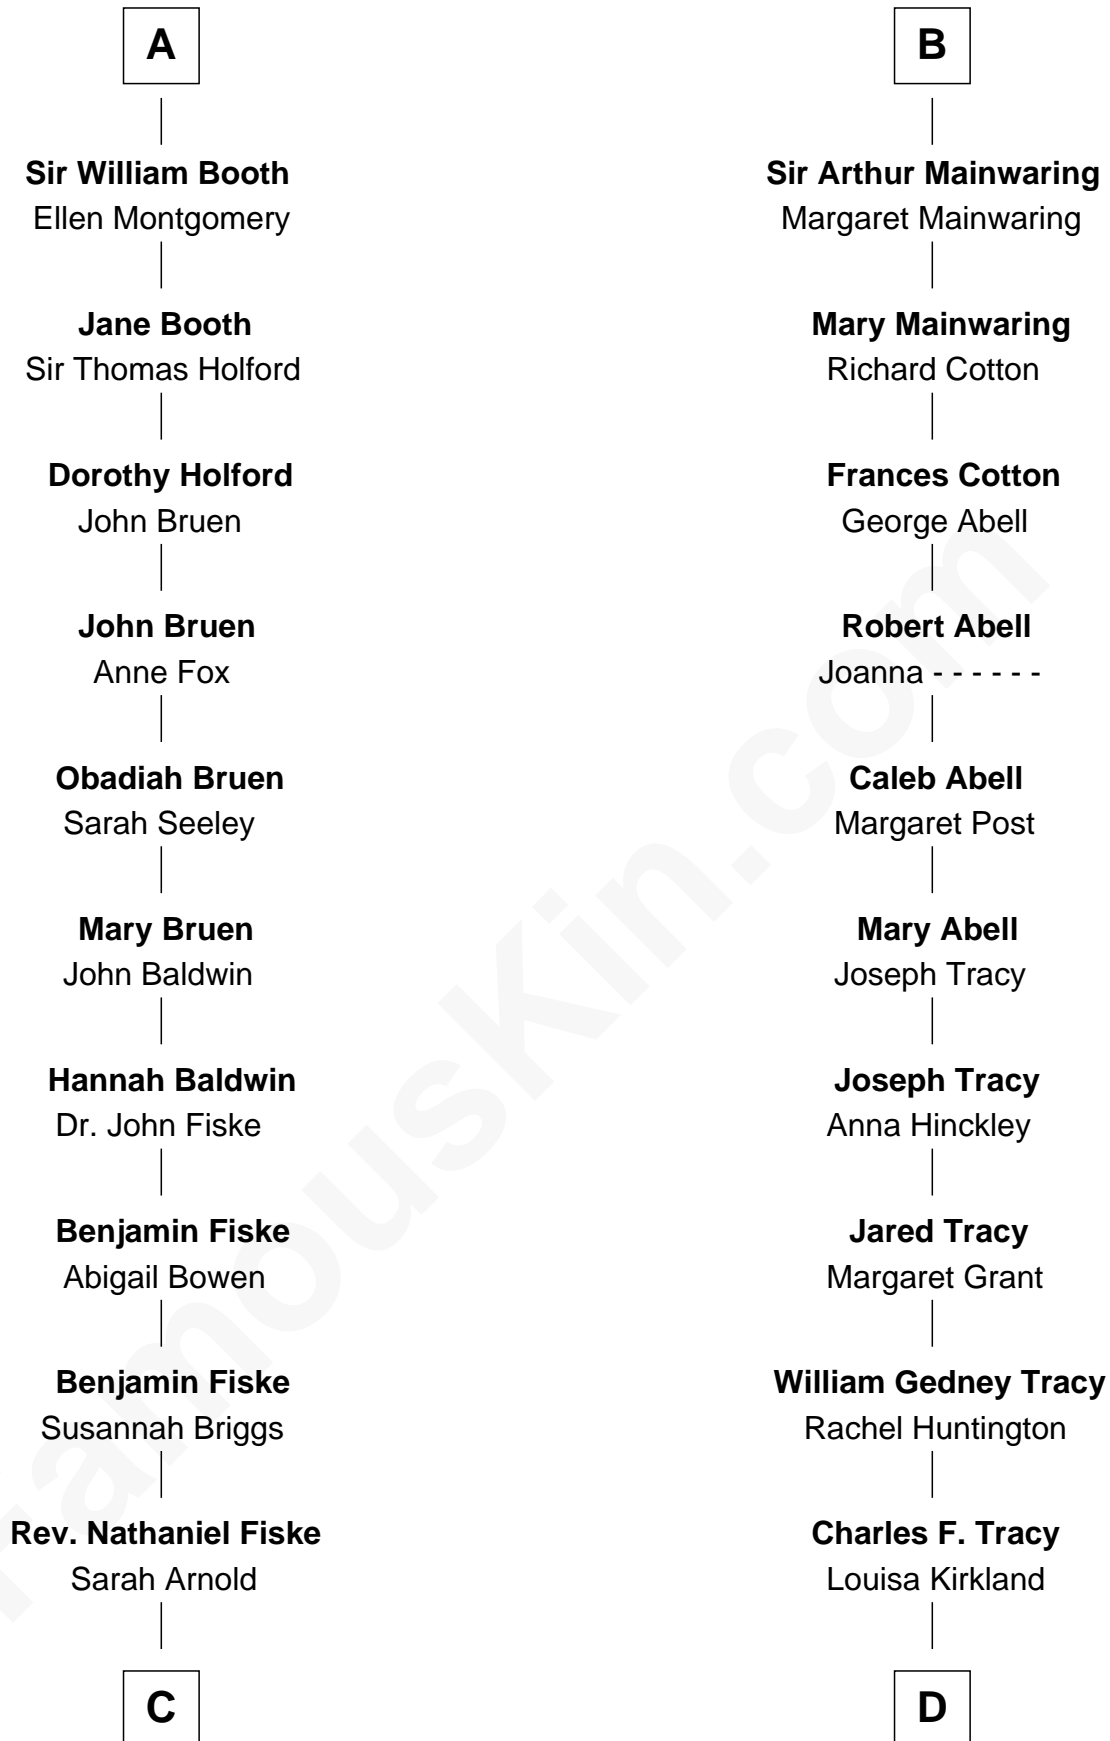 A
Sir William Booth
Ellen Montgomery
Jane Booth
Sir Thomas Holford
Dorothy Holford
John Bruen
John Bruen
Anne Fox
Obadiah Bruen
Sarah Seeley
Mary Bruen
John Baldwin
Hannah Baldwin
Dr. John Fiske
Benjamin Fiske
Abigail Bowen
Benjamin Fiske
Susannah Briggs
Rev. Nathaniel Fiske
Sarah Arnold
C
B
Sir Arthur Mainwaring
Margaret Mainwaring
Mary Mainwaring
Richard Cotton
Frances Cotton
George Abell
Robert Abell
Joanna - - - - - -
Caleb Abell
Margaret Post
Mary Abell
Joseph Tracy
Joseph Tracy
Anna Hinckley
Jared Tracy
Margaret Grant
William Gedney Tracy
Rachel Huntington
Charles F. Tracy
Louisa Kirkland
D
FamousKin.com